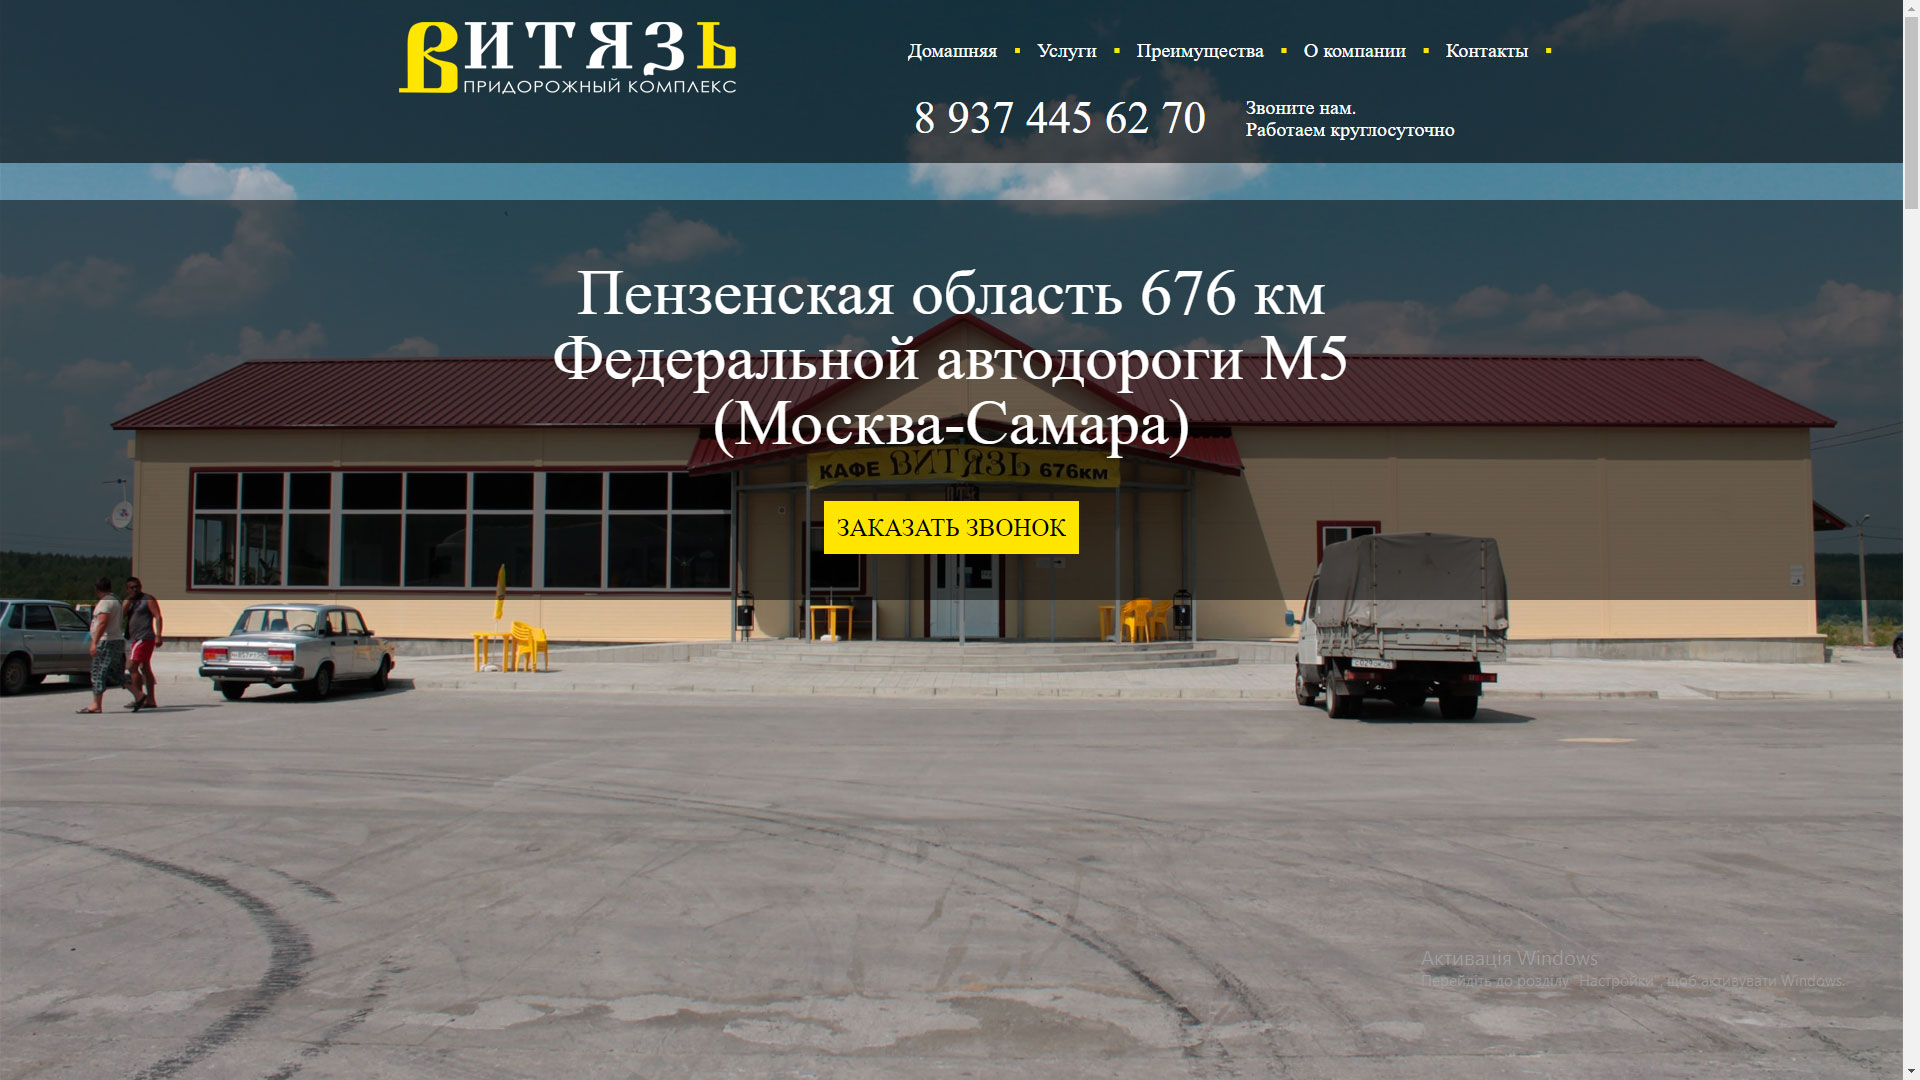 ВИТЯЗЬ
ПРИДОРОЖНЫЙ КОМПЛЕКС
Домашняя
Услуги
Преимущества
О компании
Контакты
8 937 445 62 70
Звоните нам.
Работаем круглосуточно
Пензенская область 676 км
Федеральной автодороги М5
(Москва-Самара)
КАФЕ ВИТЯЗЬ 676км
ЗАКАЗАТЬ ЗВОНОК
Активація Windows
Перейдіть до розділу "Настройки", щоб активувати Windows.